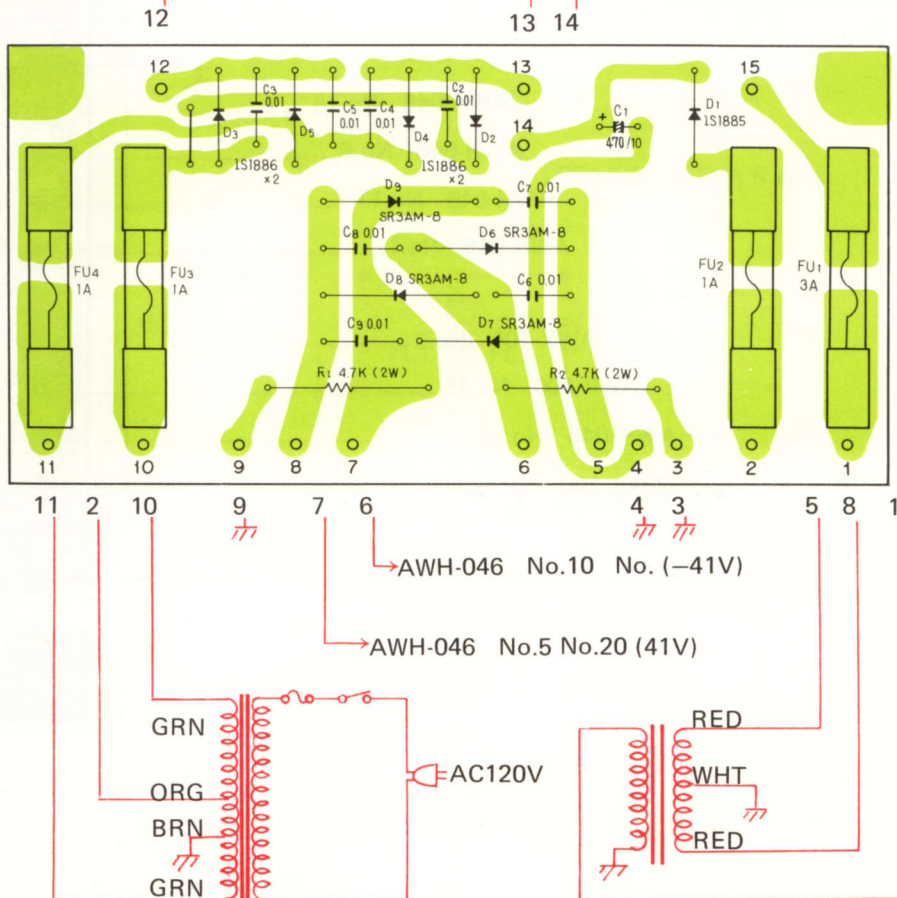 12 13 14
12 13 15
C3 0.01 C2 0.01 D1 1S1885
D3 D5 C5 0.01 C4 0.01 D4 D2 14 + C1 470/10
1S1886 ×2 1S1886 ×2
D9 SR3AM-8 C7 0.01
C8 0.01 D6 SR3AM-8
FU4 1A FU3 1A D8 SR3AM-8 C6 0.01 FU2 1A FU1 3A
C9 0.01 D7 SR3AM-8
R1 4.7K (2W) R2 4.7K (2W)
11 10 9 8 7 6 5 4 3 2 1
11 2 10 9 7 6 4 3 5 8 1
AWH-046 No.10 No. (−41V)
AWH-046 No.5 No.20 (41V)
GRN RED
ORG AC120V WHT
BRN RED
GRN